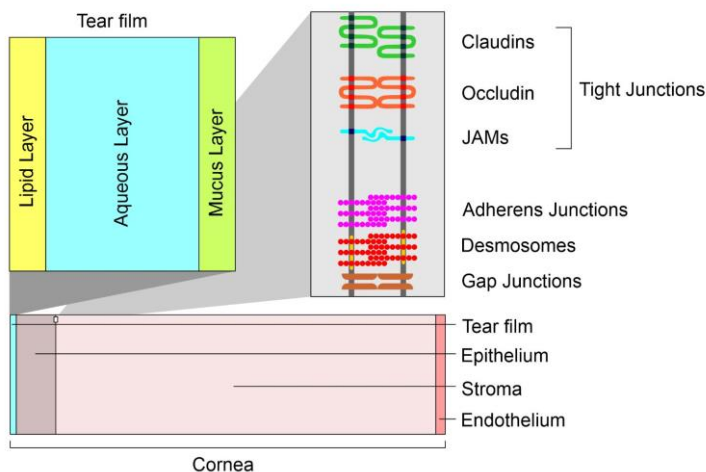 Tear film
Lipid Layer
Aqueous Layer
Mucus Layer
Claudins
Occludin
JAMs
Tight Junctions
Adherens Junctions
Desmosomes
Gap Junctions
Tear film
Epithelium
Stroma
Endothelium
Cornea